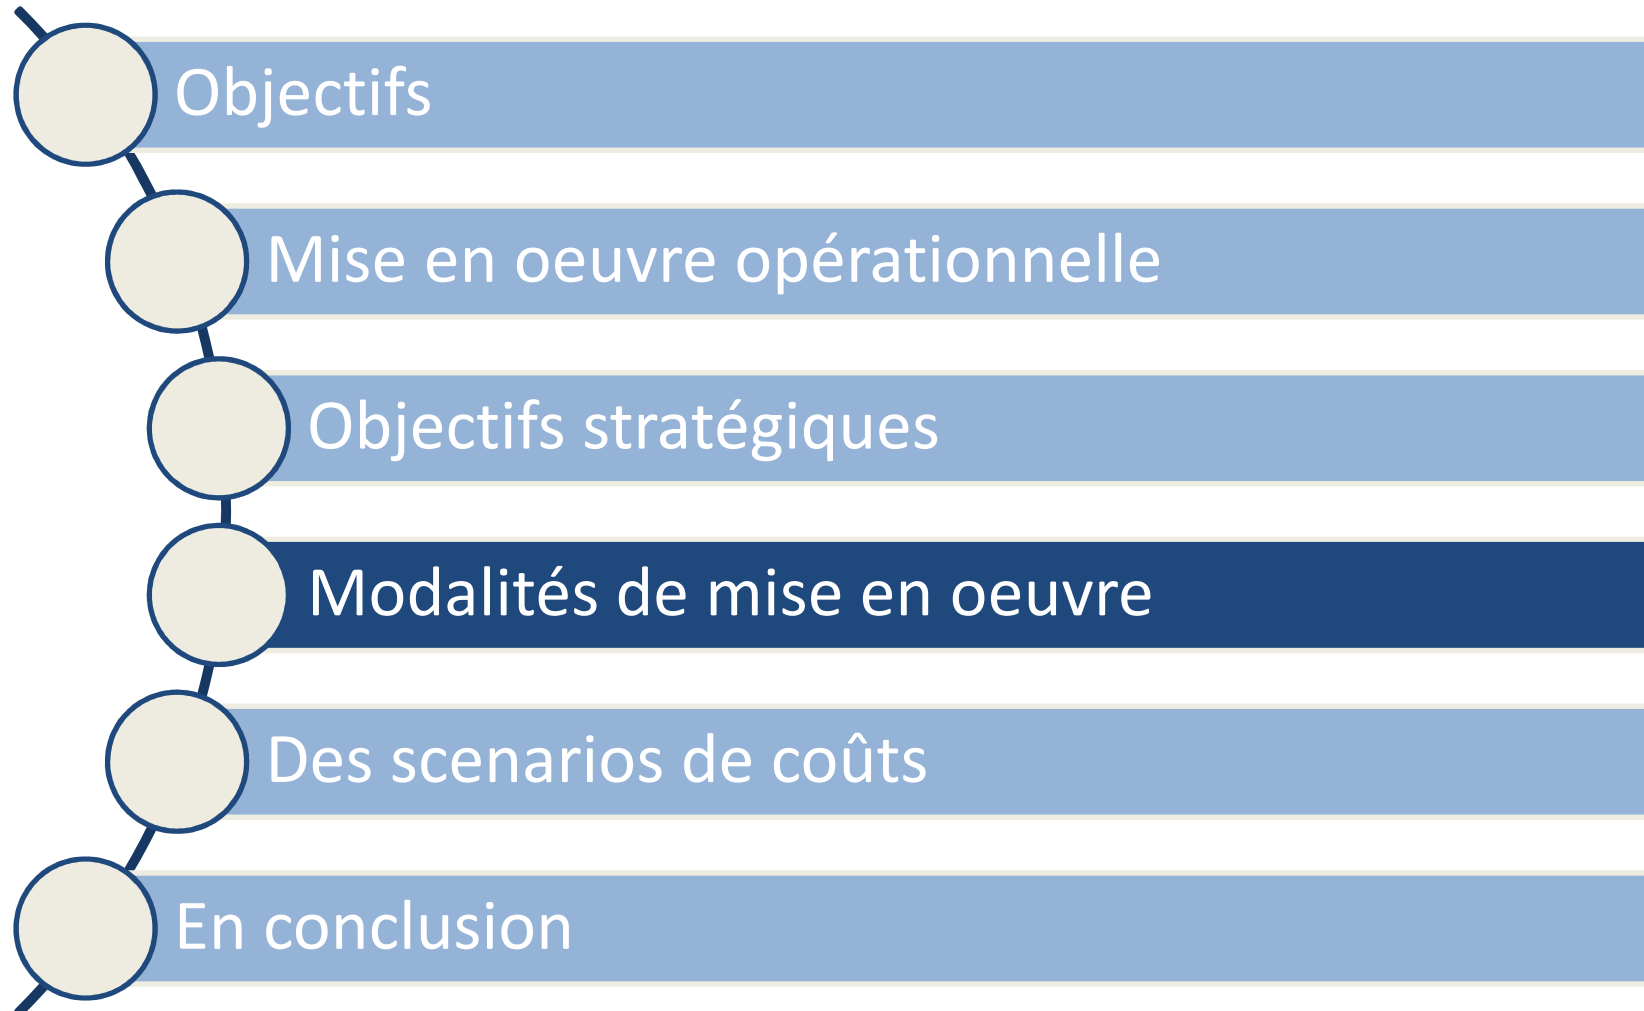 Objectifs
Mise en oeuvre opérationnelle
Objectifs stratégiques
Modalités de mise en oeuvre
Des scenarios de coûts
En conclusion